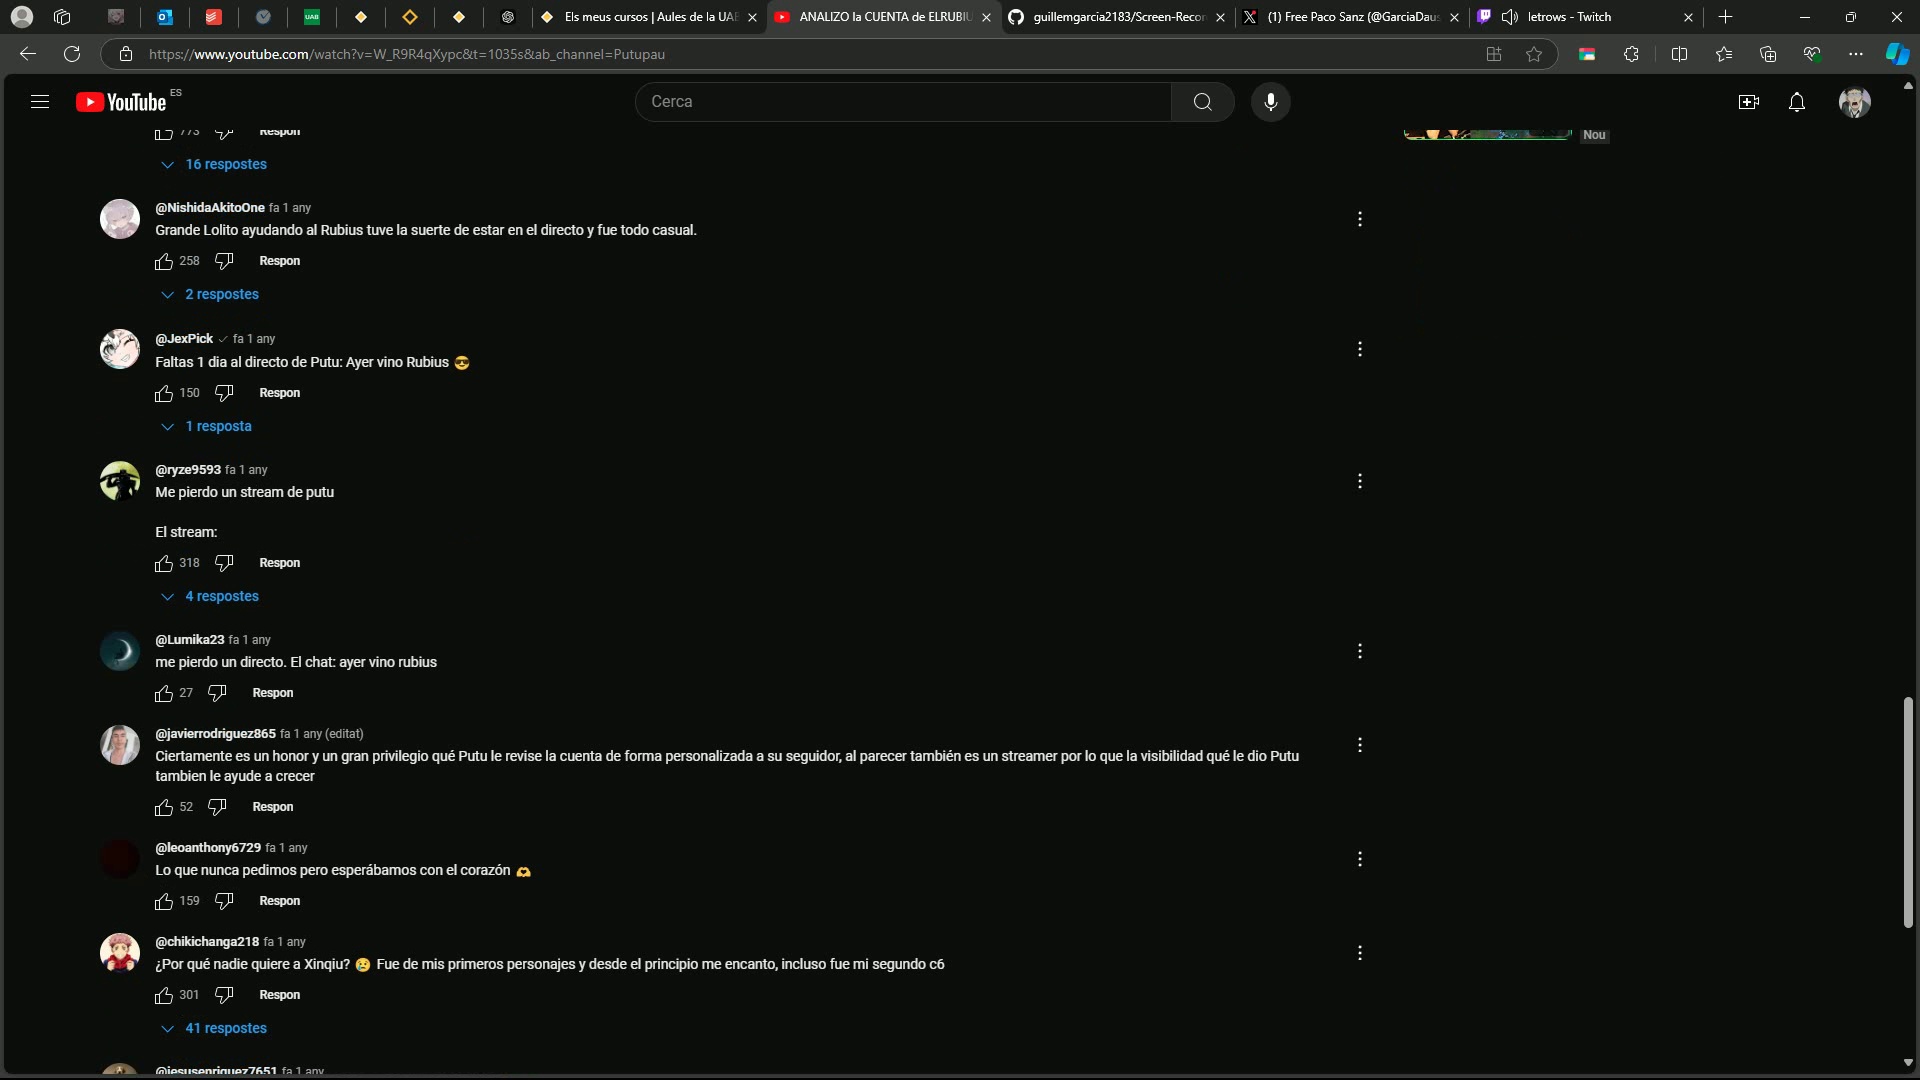 UAB
Els meus cursos | Aules de la UAB
ANALIZO la CUENTA de ELRUBIU
guillemgarcia2183/Screen-Recor
(1) Free Paco Sanz (@GarciaDaus
letrows - Twitch
https://www.youtube.com/watch?v=W_R9R4qXypc&t=1035s&ab_channel=Putupau
YouTube ES
Cerca
773 Respon
Nou
16 respostes
@NishidaAkitoOne fa 1 any
Grande Lolito ayudando al Rubius tuve la suerte de estar en el directo y fue todo casual.
258 Respon
2 respostes
@JexPick fa 1 any
Faltas 1 dia al directo de Putu: Ayer vino Rubius 😎
150 Respon
1 resposta
@ryze9593 fa 1 any
Me pierdo un stream de putu
El stream:
318 Respon
4 respostes
@Lumika23 fa 1 any
me pierdo un directo. El chat: ayer vino rubius
27 Respon
@javierrodriguez865 fa 1 any (editat)
Ciertamente es un honor y un gran privilegio qué Putu le revise la cuenta de forma personalizada a su seguidor, al parecer también es un streamer por lo que la visibilidad qué le dio Putu
tambien le ayude a crecer
52 Respon
@leoanthony6729 fa 1 any
Lo que nunca pedimos pero esperábamos con el corazón 🫶
159 Respon
@chikichanga218 fa 1 any
¿Por qué nadie quiere a Xinqiu? 😢 Fue de mis primeros personajes y desde el principio me encanto, incluso fue mi segundo c6
301 Respon
41 respostes
@jesusenriquez7651 fa 1 any